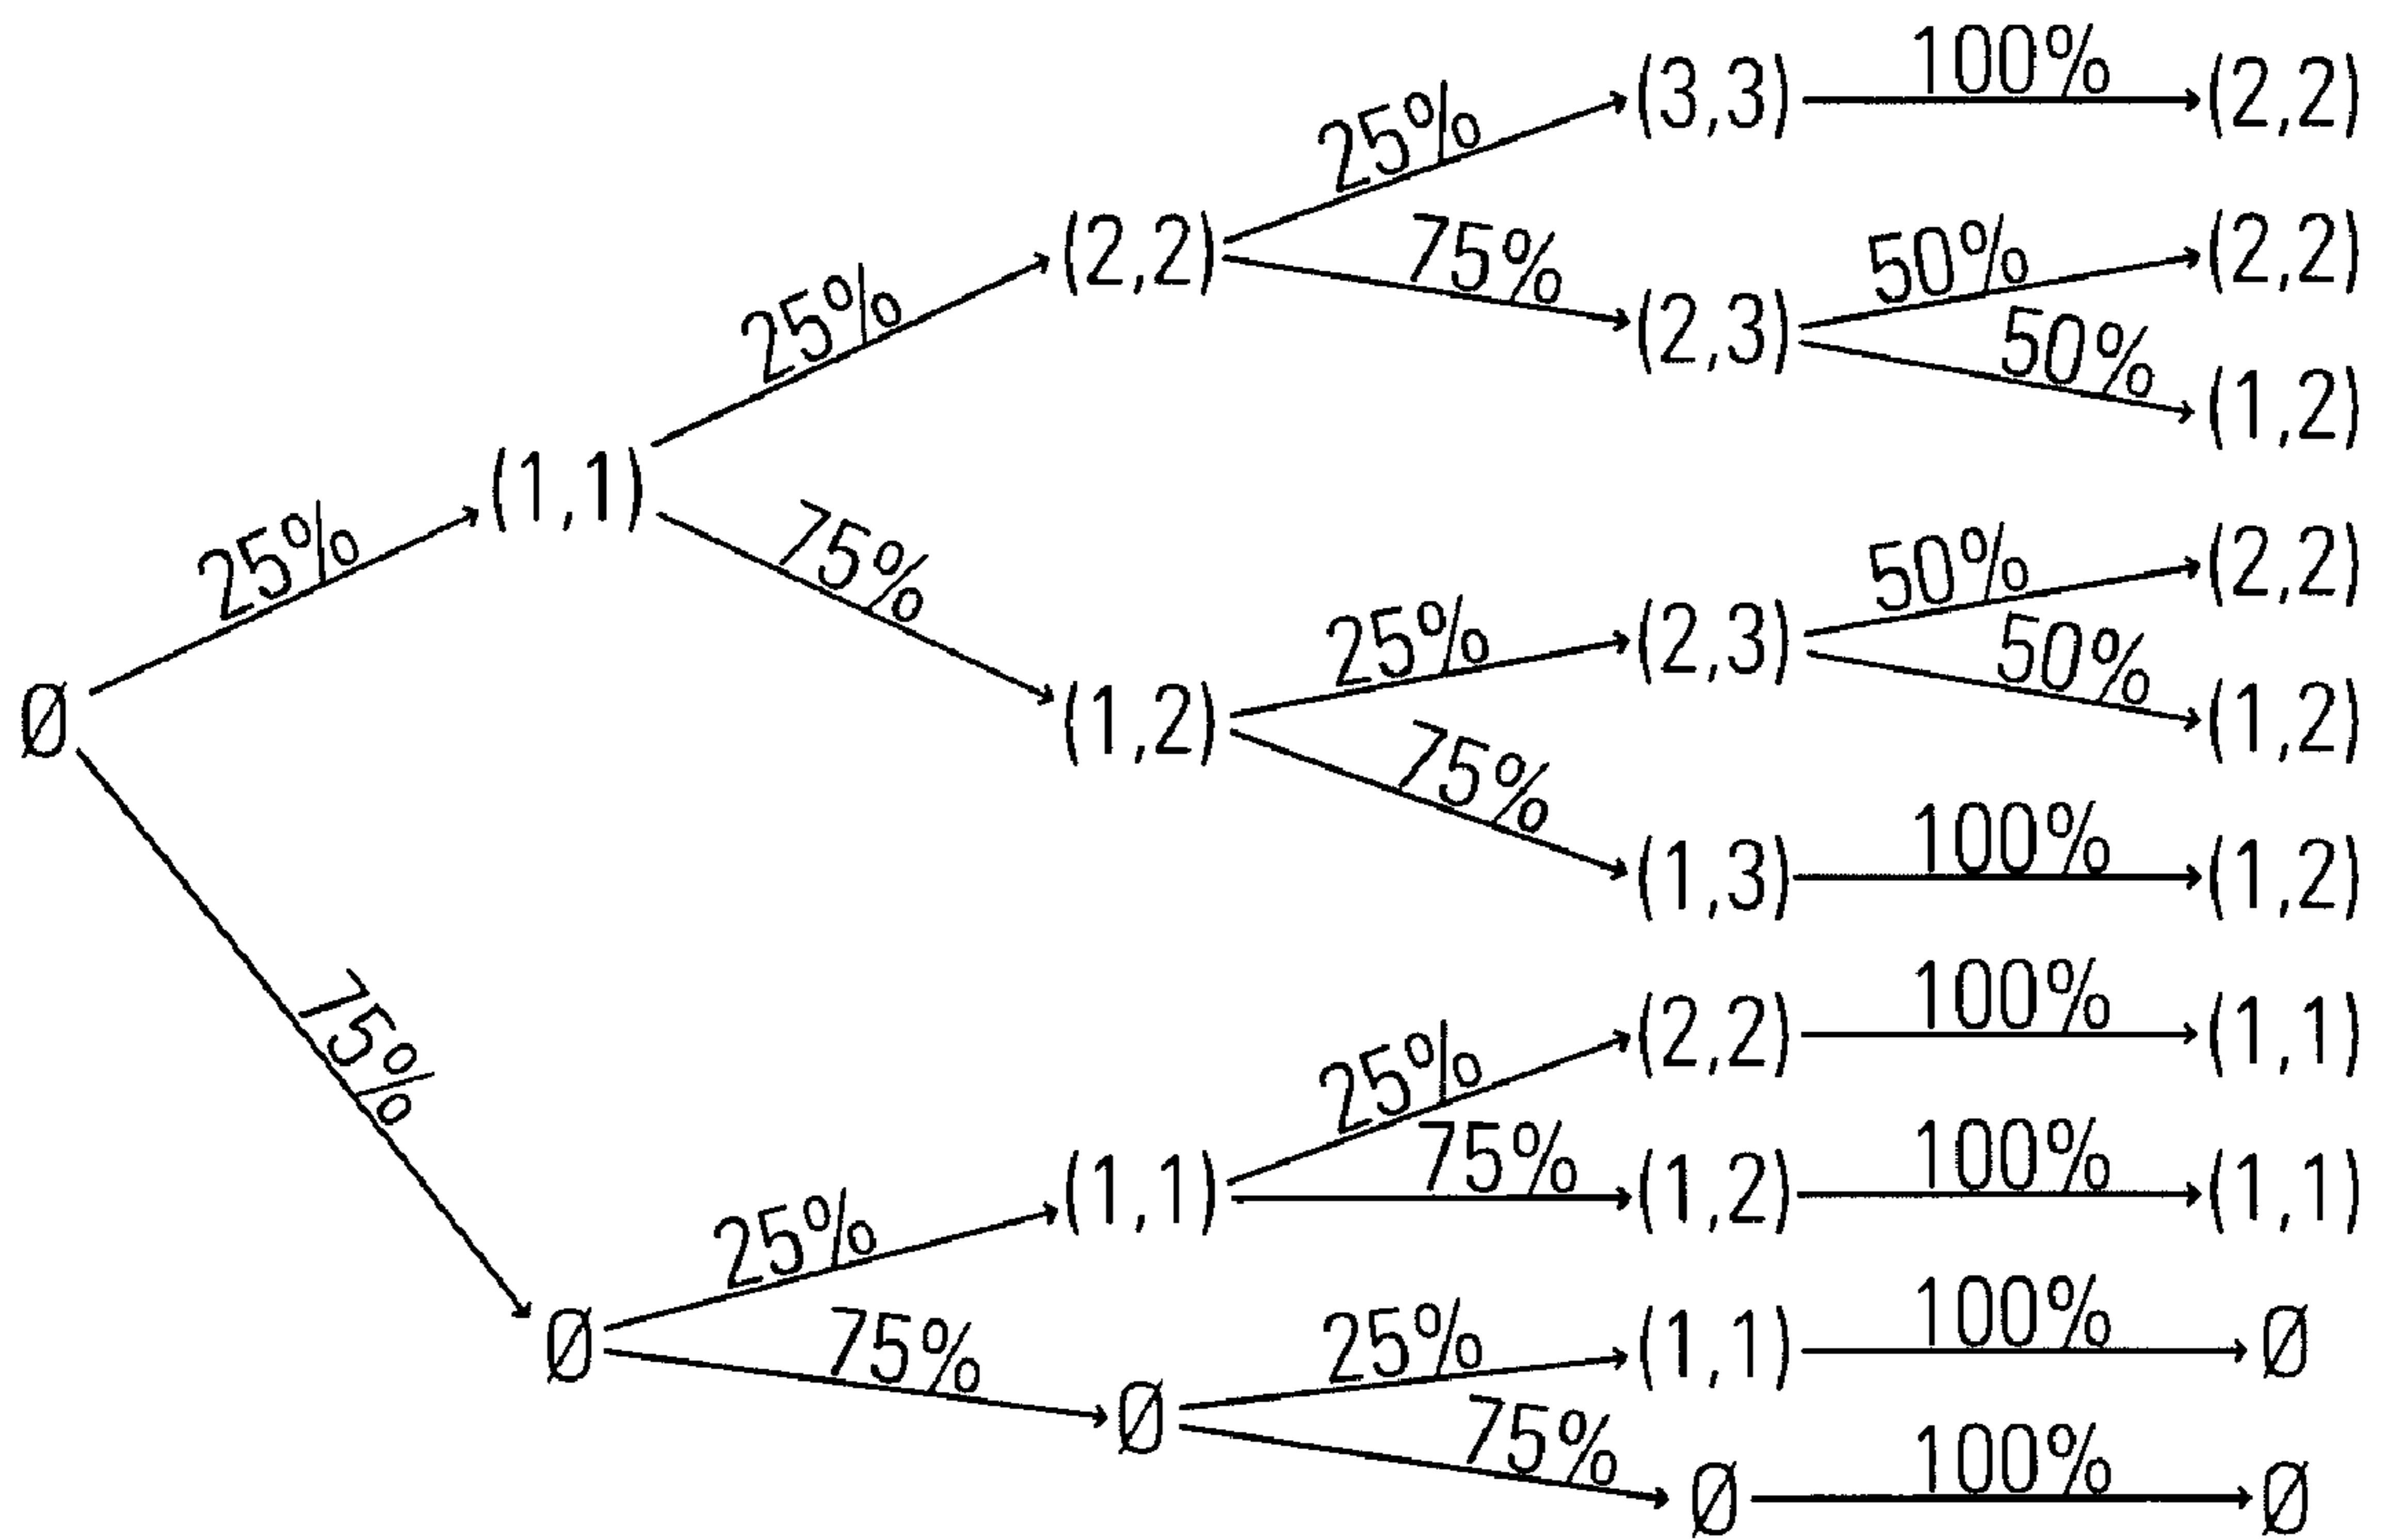 100%
(3,3) (2,2)
25%
75% 50%
(2,2) (2,2)
25% (2,3) 50%
(1,2)
(1,1)
25% 75% 50%
(2,2)
25% (2,3) 50%
Ø (1,2) (1,2)
75% 100%
(1,3) (1,2)
100%
75% (2,2) (1,1)
25%
75% 100%
(1,1) (1,2) (1,1)
25%
100%
Ø 75% 25% (1,1) Ø
Ø 75% 100%
Ø Ø